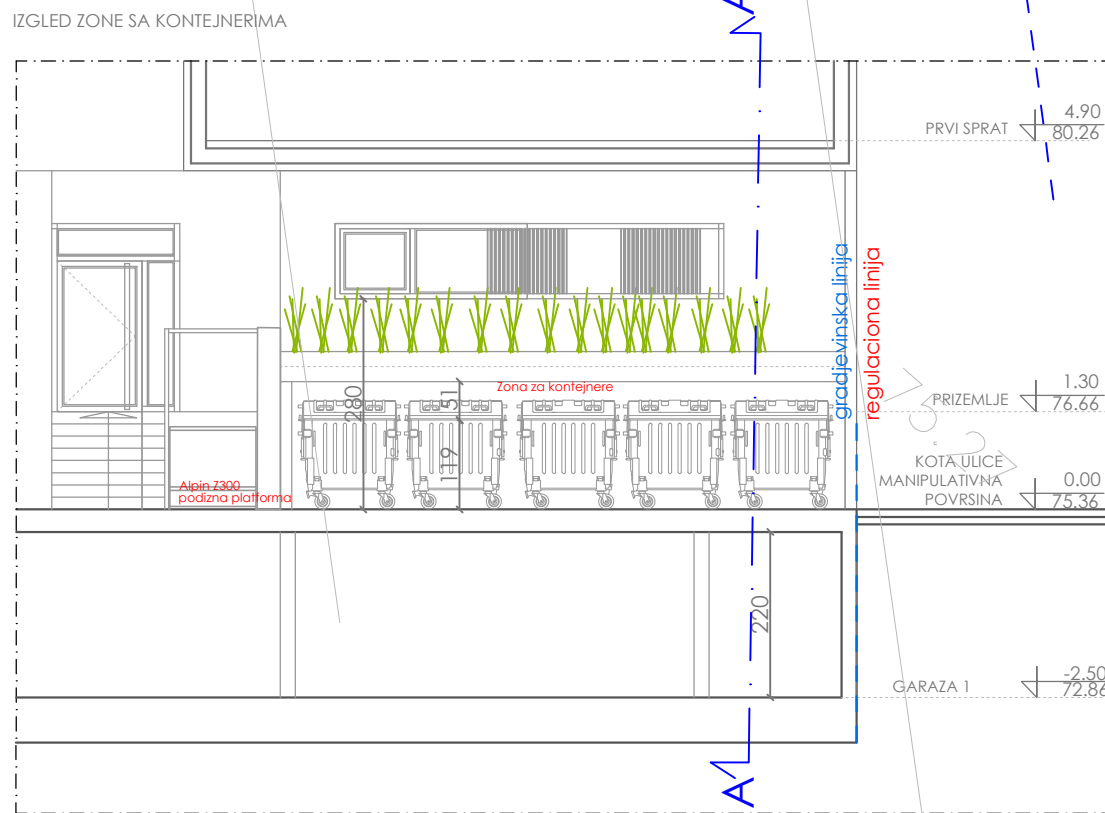 IZGLED ZONE SA KONTEJNERIMA
A
4.90
PRVI SPRAT
80.26
gradjevinska linija
regulaciona linija
1.30
PRIZEMLJE
76.66
Zona za kontejnere
280
51
119
KOTA ULICE
MANIPULATIVNA
POVRSINA
0.00
75.36
Alpin Z300
podizna platforma
220
-2.50
GARAZA 1
72.86
A